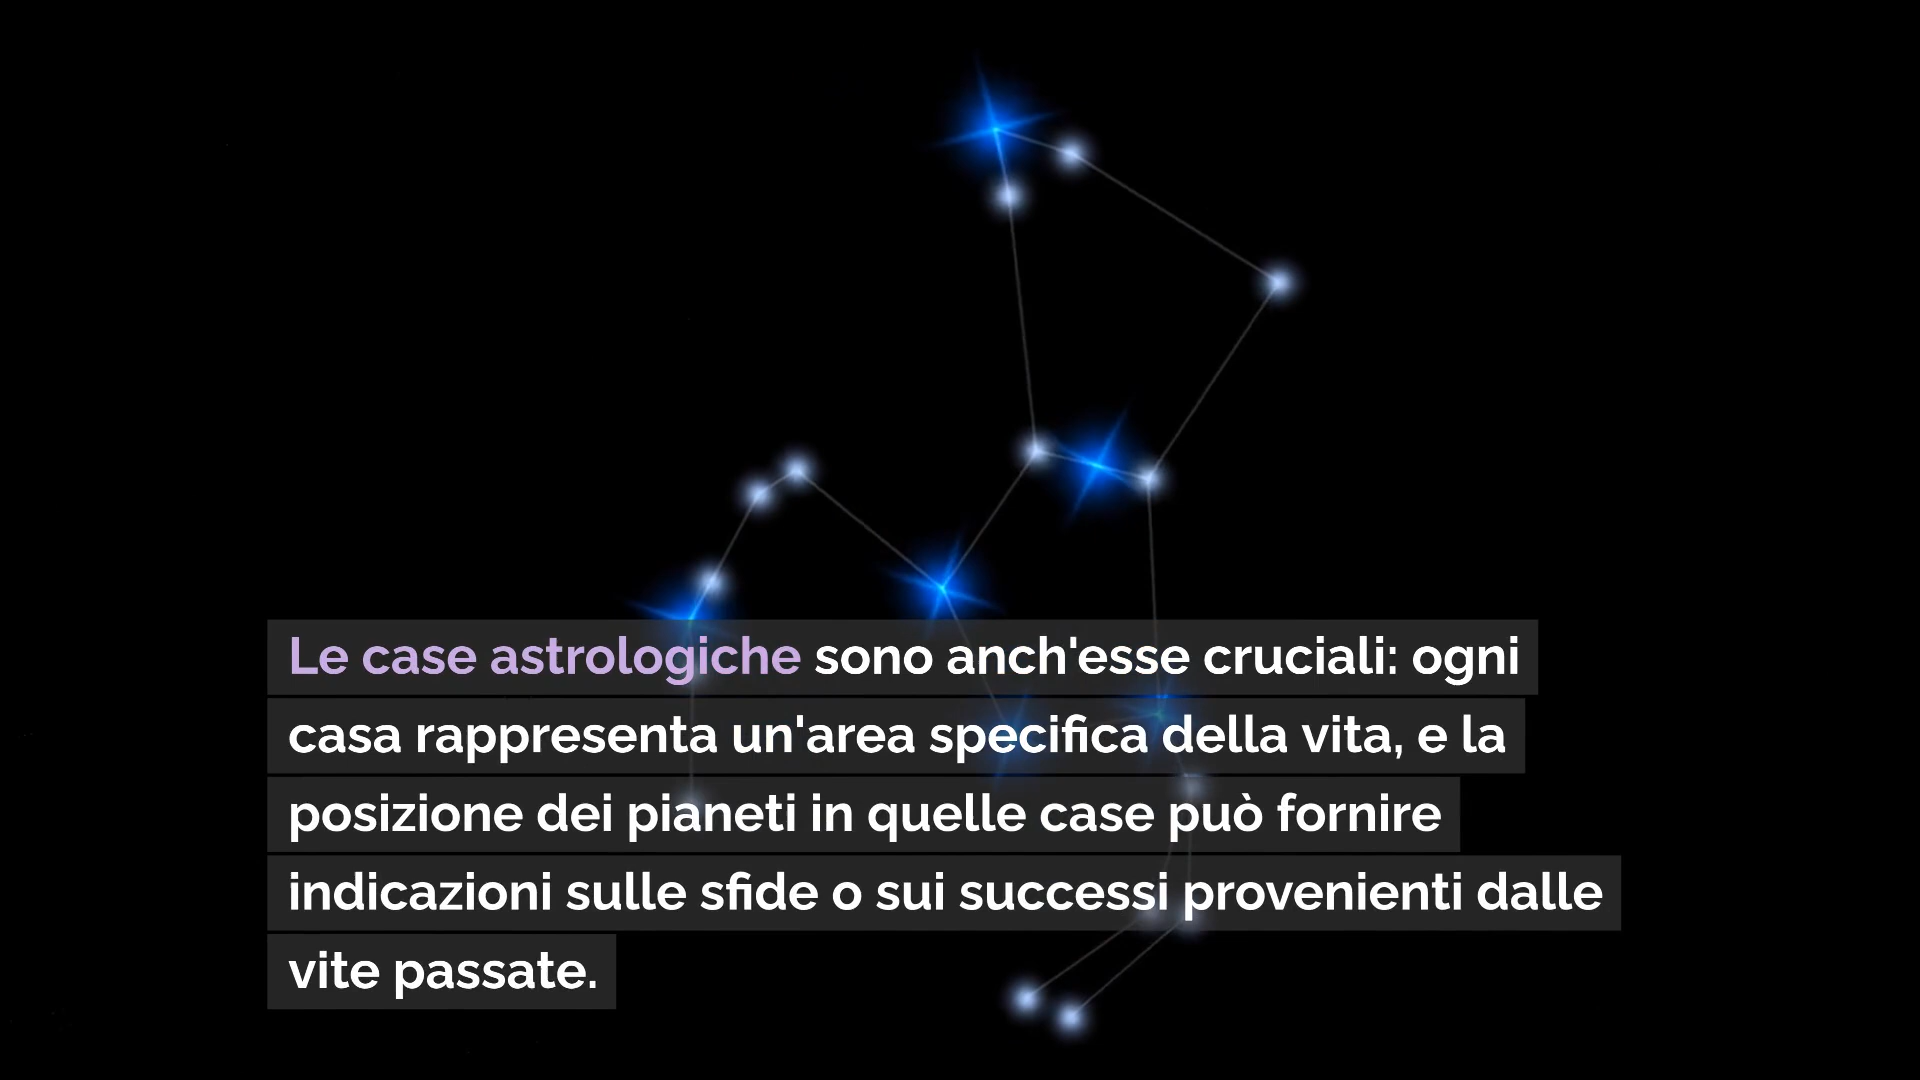 Le case astrologiche sono anch'esse cruciali: ogni
casa rappresenta un'area specifica della vita, e la
posizione dei pianeti in quelle case può fornire
indicazioni sulle sfide o sui successi provenienti dalle
vite passate.